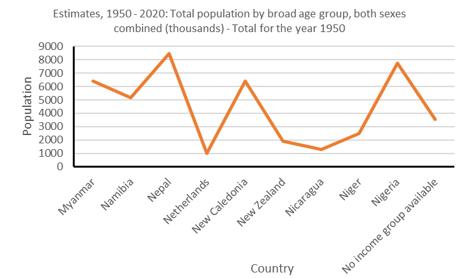 Estimates, 1950 - 2020: Total population by broad age group, both sexes
combined (thousands) - Total for the year 1950
9000
8000
7000
6000
5000
4000
3000
2000
1000
0
Population
Myanmar
Namibia
Nepal
Netherlands
New Caledonia
New Zealand
Nicaragua
Niger
Nigeria
No income group available
Country